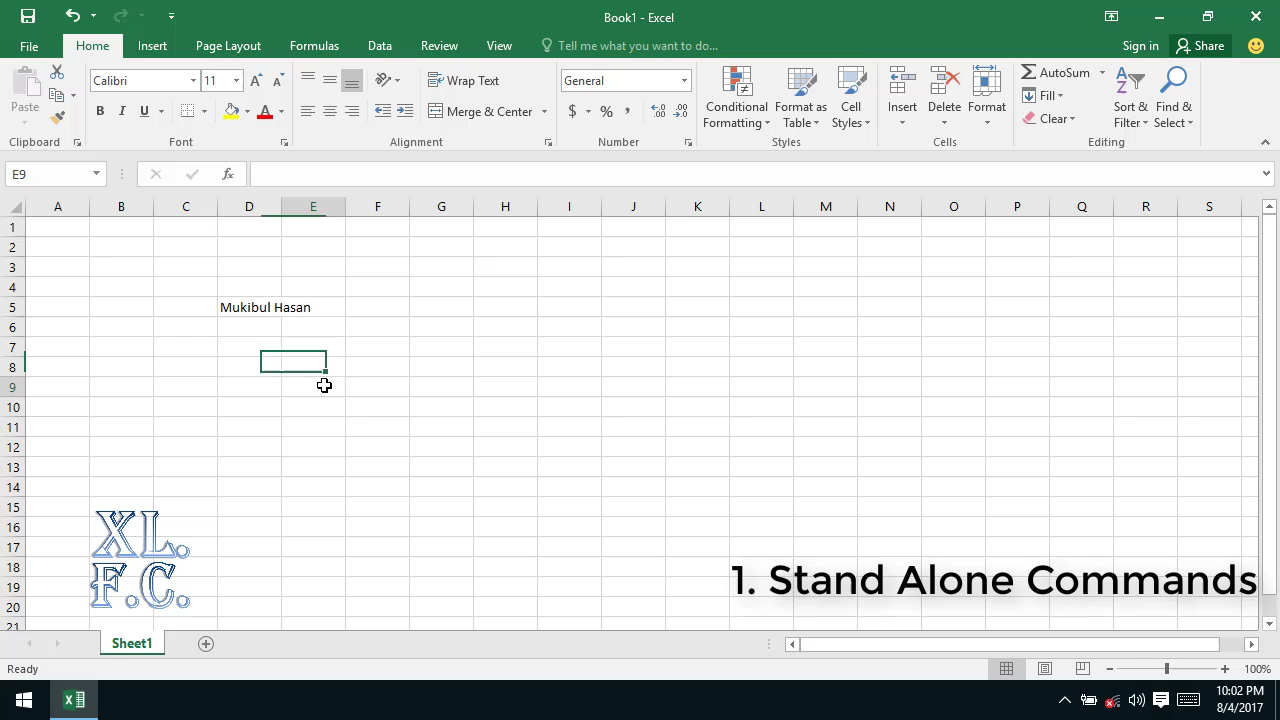 Book1 - Excel
File Home Insert Page Layout Formulas Data Review View Tell me what you want to do... Sign in Share
Paste
Clipboard
Calibri 11
B I U A
Font
Wrap Text
Merge & Center
Alignment
General
$ % ,
Number
Conditional Formatting
Format as Table
Cell Styles
Styles
Insert Delete Format
Cells
AutoSum
Fill
Clear
Sort & Filter
Find & Select
Editing
E9 fx
A B C D E F G H I J K L M N O P Q R S
1
2
3
4
5 Mukibul Hasan
6
7
8
9
10
11
12
13
14
15
16
17
18
19
20
21
XL.
F.C.
1. Stand Alone Commands
Sheet1
Ready 100%
10:02 PM
8/4/2017